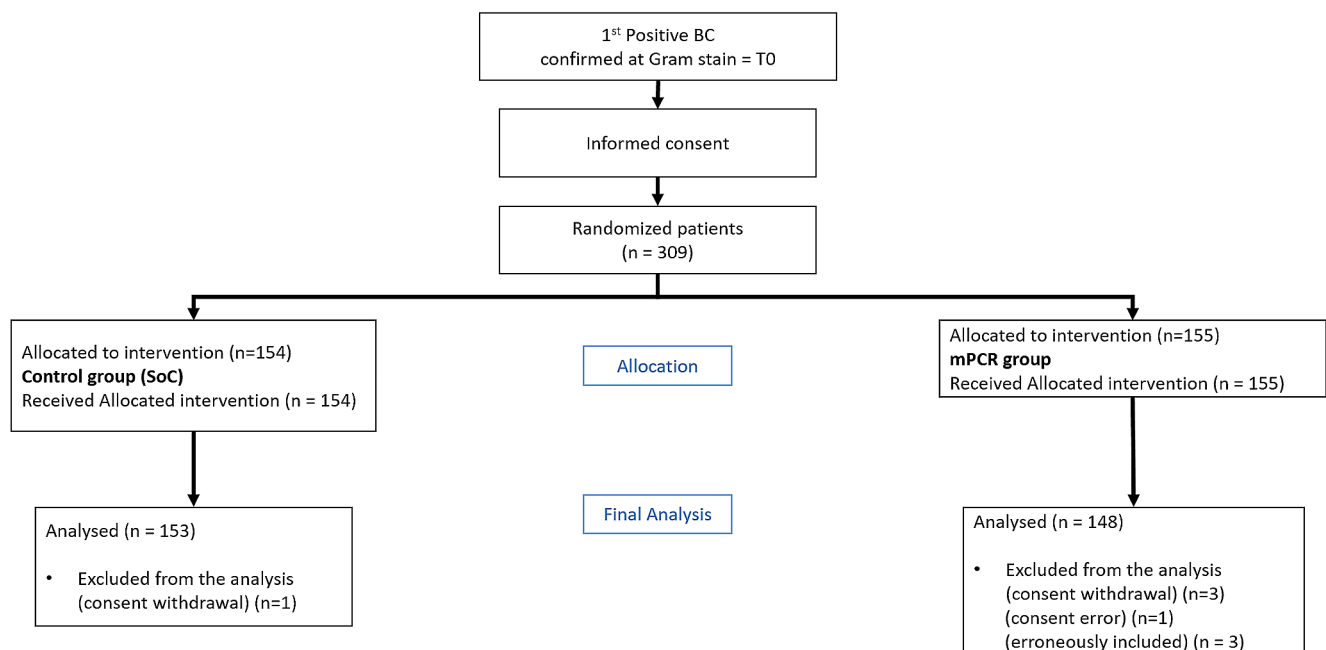 1st Positive BC
confirmed at Gram stain = T0
Informed consent
Randomized patients
(n = 309)
Allocated to intervention (n=154)
Control group (SoC)
Received Allocated intervention (n = 154)
Allocation
Allocated to intervention (n=155)
mPCR group
Received Allocated intervention (n = 155)
Analysed (n = 153)
• Excluded from the analysis
(consent withdrawal) (n=1)
Final Analysis
Analysed (n = 148)
• Excluded from the analysis
(consent withdrawal) (n=3)
(consent error) (n=1)
(erroneously included) (n = 3)